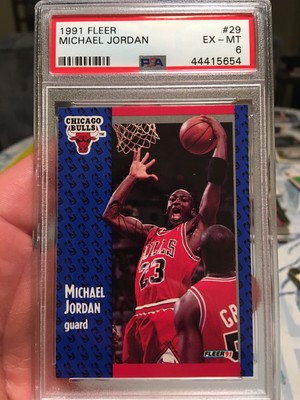 1991 FLEER #29
MICHAEL JORDAN EX - MT
6
PSA 44415654
CHICAGO
BULLS
BULLS
23
MICHAEL
JORDAN
guard
GR
FLEER 91